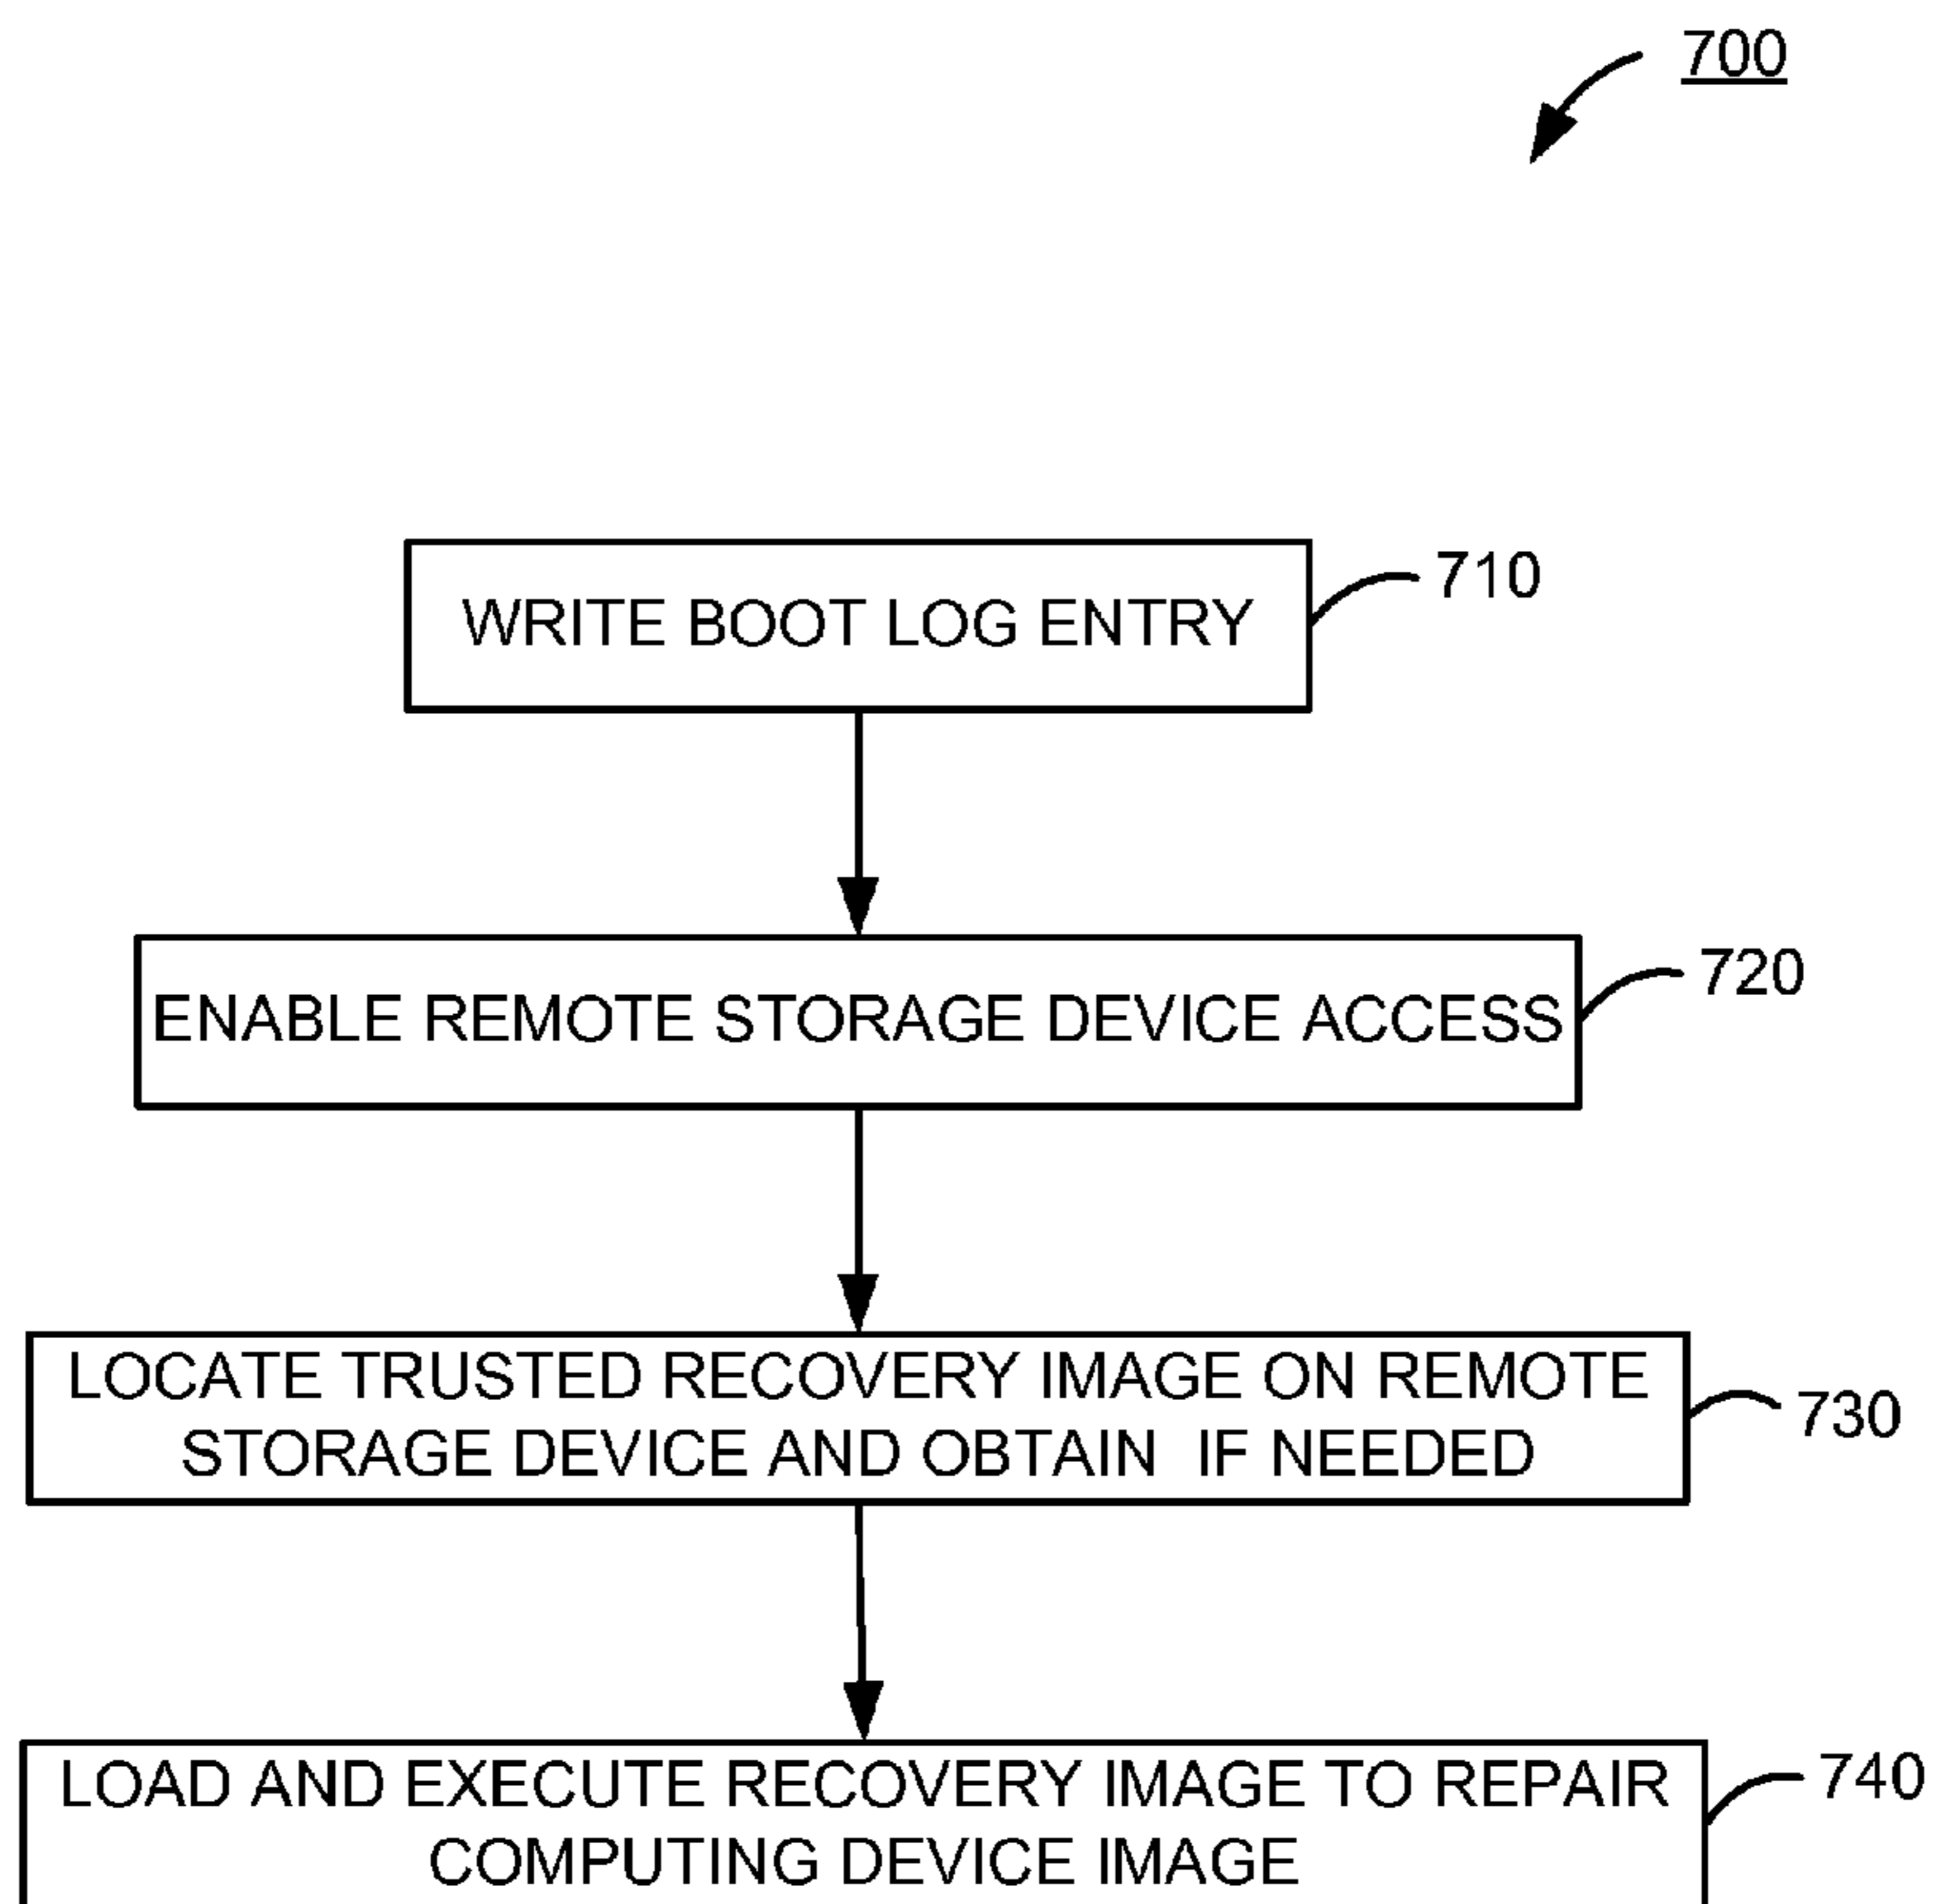 700
WRITE BOOT LOG ENTRY
710
ENABLE REMOTE STORAGE DEVICE ACCESS
720
LOCATE TRUSTED RECOVERY IMAGE ON REMOTE
STORAGE DEVICE AND OBTAIN IF NEEDED
730
LOAD AND EXECUTE RECOVERY IMAGE TO REPAIR
COMPUTING DEVICE IMAGE
740